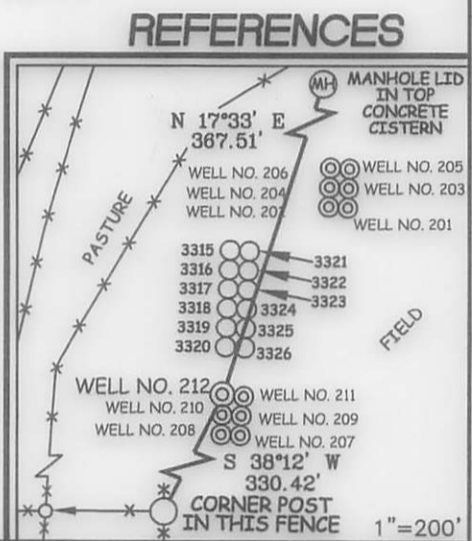 REFERENCES
MH
MANHOLE LID
IN TOP
CONCRETE
CISTERN
N 17°33' E
367.51'
WELL NO. 206
WELL NO. 204
WELL NO. 202
WELL NO. 205
WELL NO. 203
WELL NO. 201
PASTURE
3315
3316
3317
3318
3319
3320
3321
3322
3323
3324
3325
3326
FIELD
WELL NO. 212
WELL NO. 210
WELL NO. 208
WELL NO. 211
WELL NO. 209
WELL NO. 207
S 38°12' W
330.42'
CORNER POST
IN THIS FENCE
1"=200'